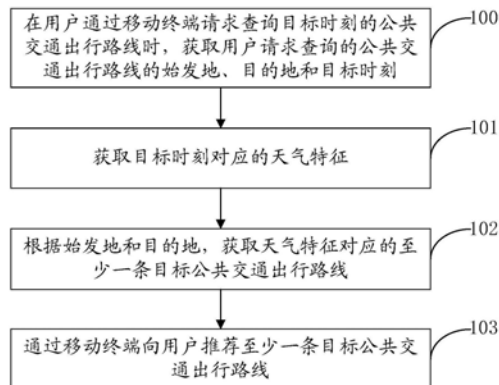 在用户通过移动终端请求查询目标时刻的公共
交通出行路线时，获取用户请求查询的公共交
通出行路线的始发地、目的地和目标时刻
100
获取目标时刻对应的天气特征
101
根据始发地和目的地，获取天气特征对应的至
少一条目标公共交通出行路线
102
通过移动终端向用户推荐至少一条目标公共交
通出行路线
103